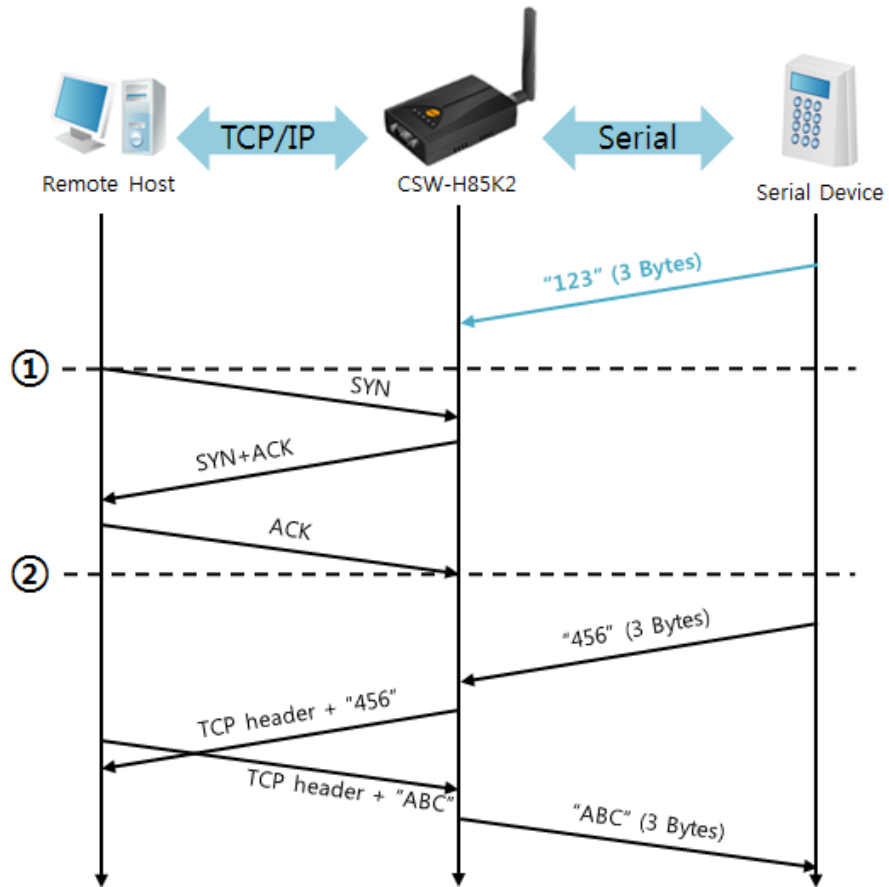 TCP/IP
Serial
Remote Host
CSW-H85K2
Serial Device
"123" (3 Bytes)
①
SYN
SYN+ACK
ACK
②
"456" (3 Bytes)
TCP header + "456"
TCP header + "ABC"
"ABC" (3 Bytes)